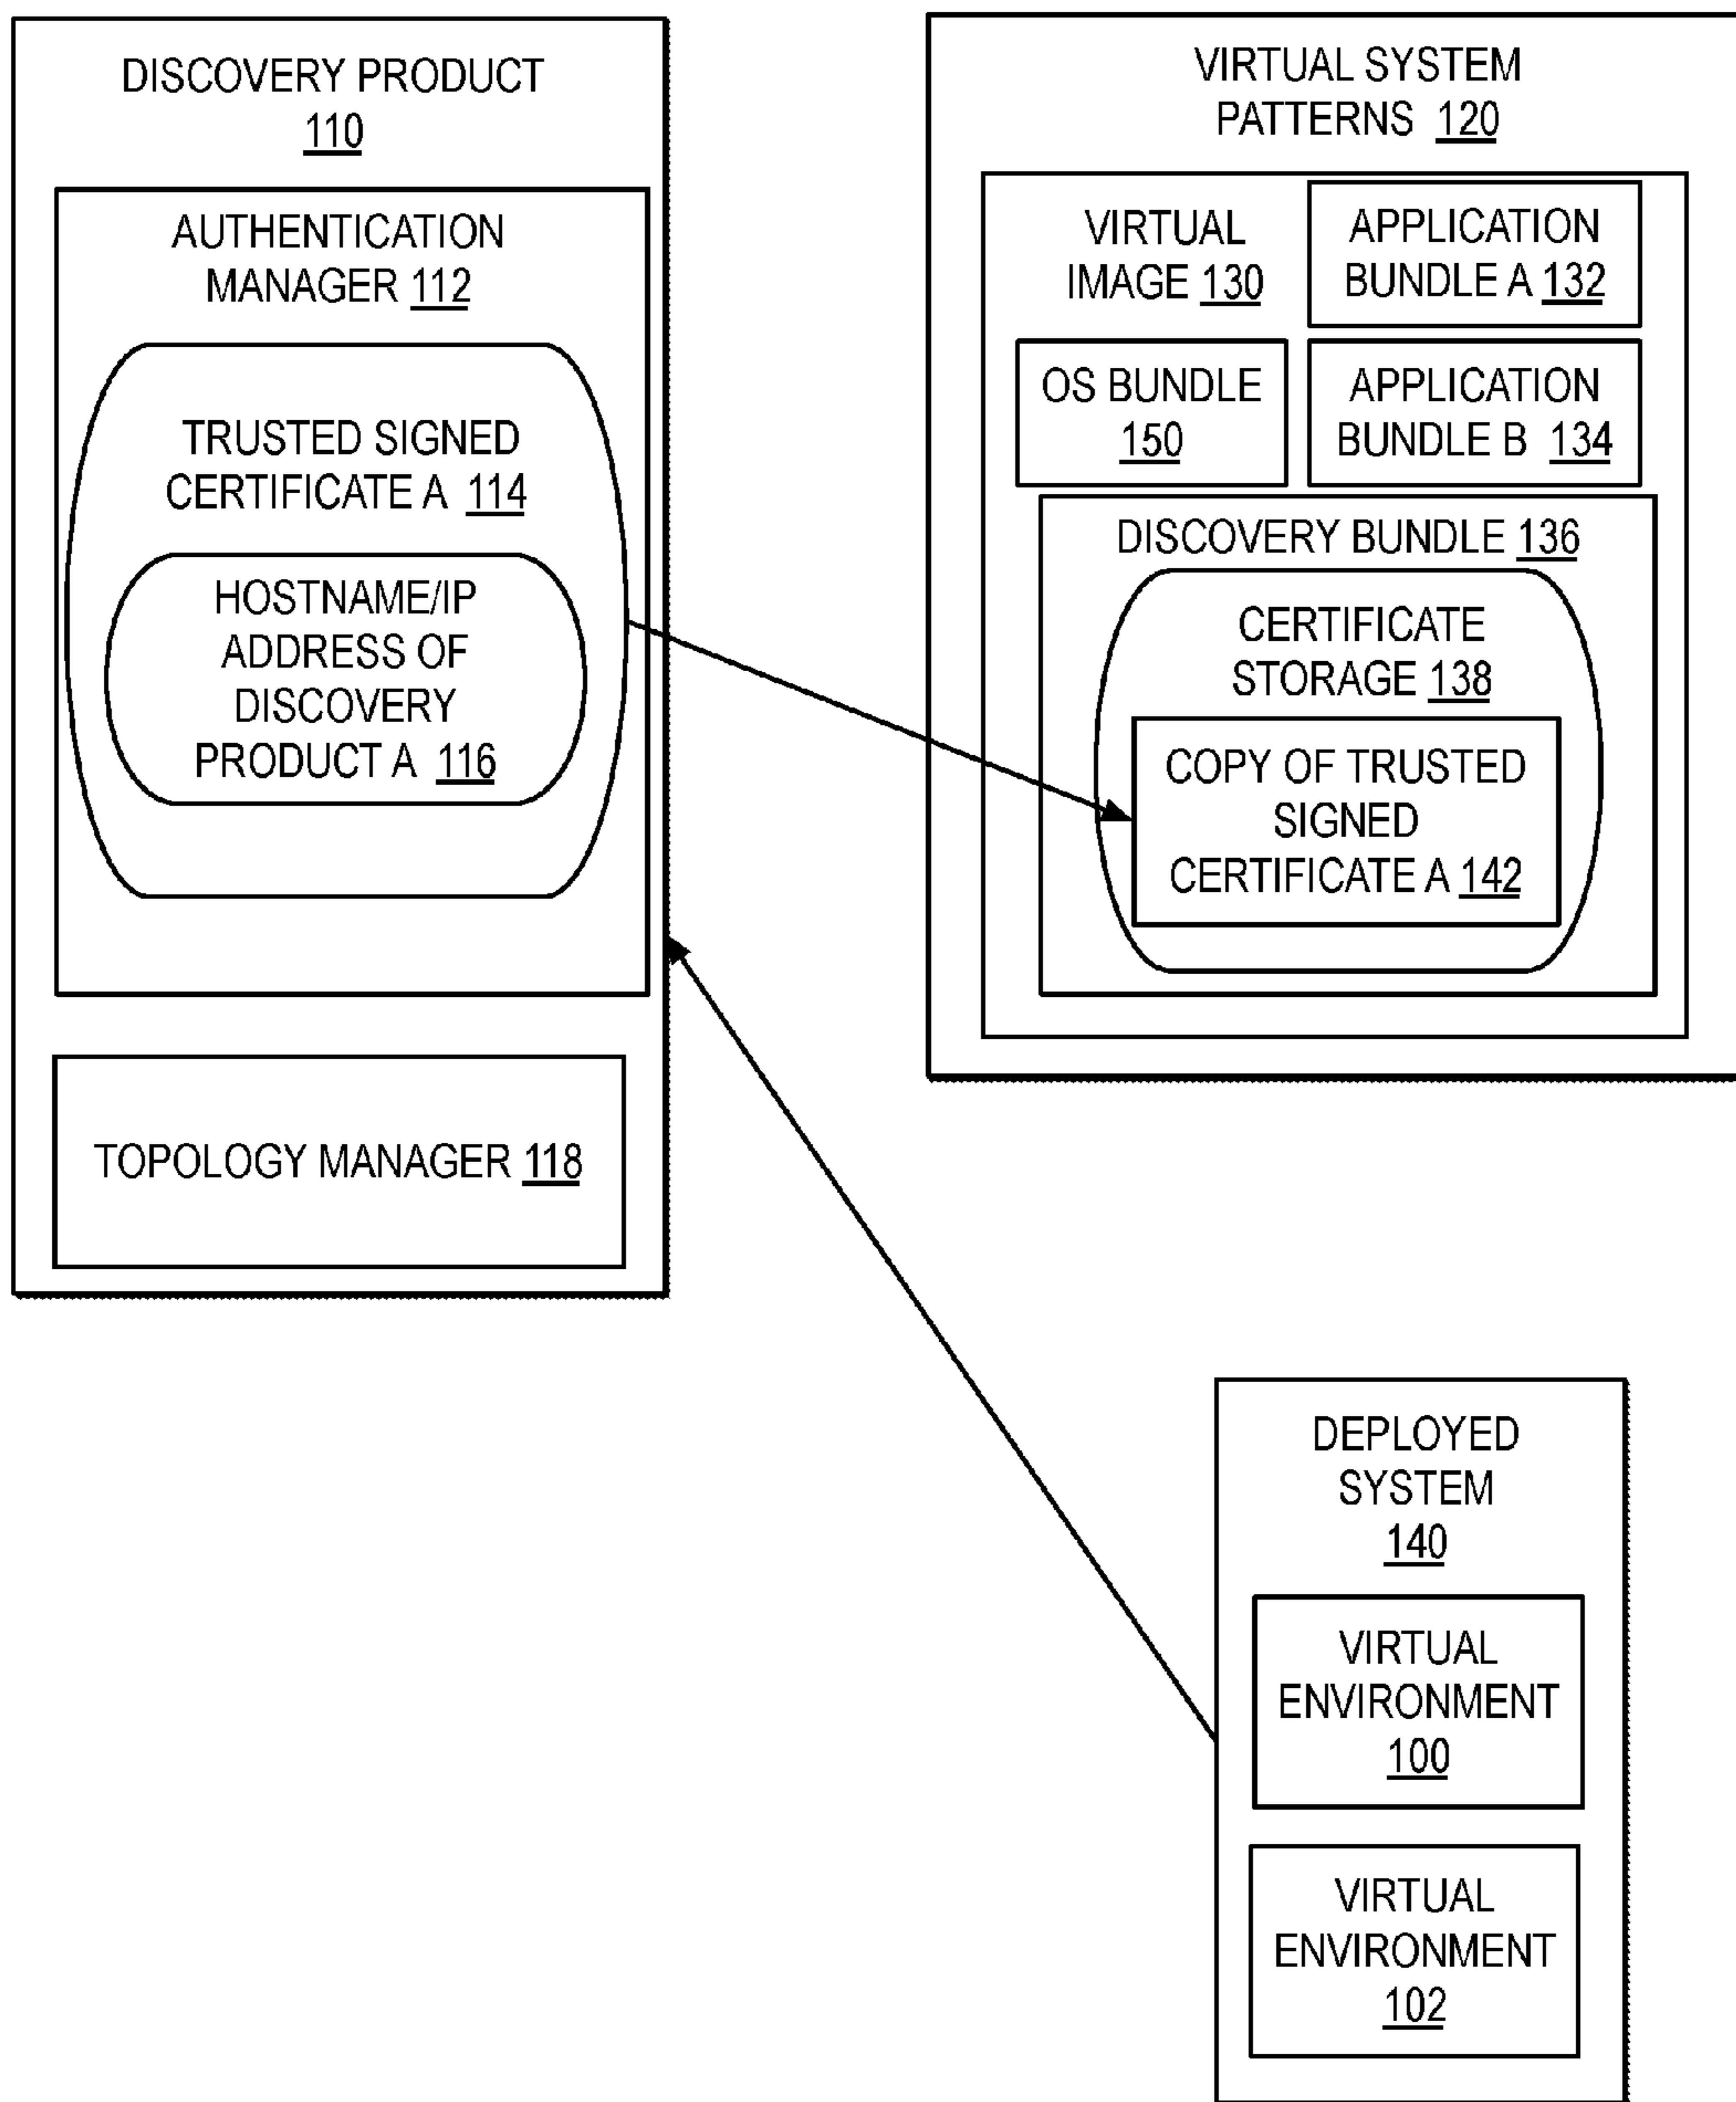 DISCOVERY PRODUCT
110
AUTHENTICATION
MANAGER 112
TRUSTED SIGNED
CERTIFICATE A 114
HOSTNAME/IP
ADDRESS OF
DISCOVERY
PRODUCT A 116
TOPOLOGY MANAGER 118
VIRTUAL SYSTEM
PATTERNS 120
VIRTUAL
IMAGE 130
APPLICATION
BUNDLE A 132
OS BUNDLE
150
APPLICATION
BUNDLE B 134
DISCOVERY BUNDLE 136
CERTIFICATE
STORAGE 138
COPY OF TRUSTED
SIGNED
CERTIFICATE A 142
DEPLOYED
SYSTEM
140
VIRTUAL
ENVIRONMENT
100
VIRTUAL
ENVIRONMENT
102